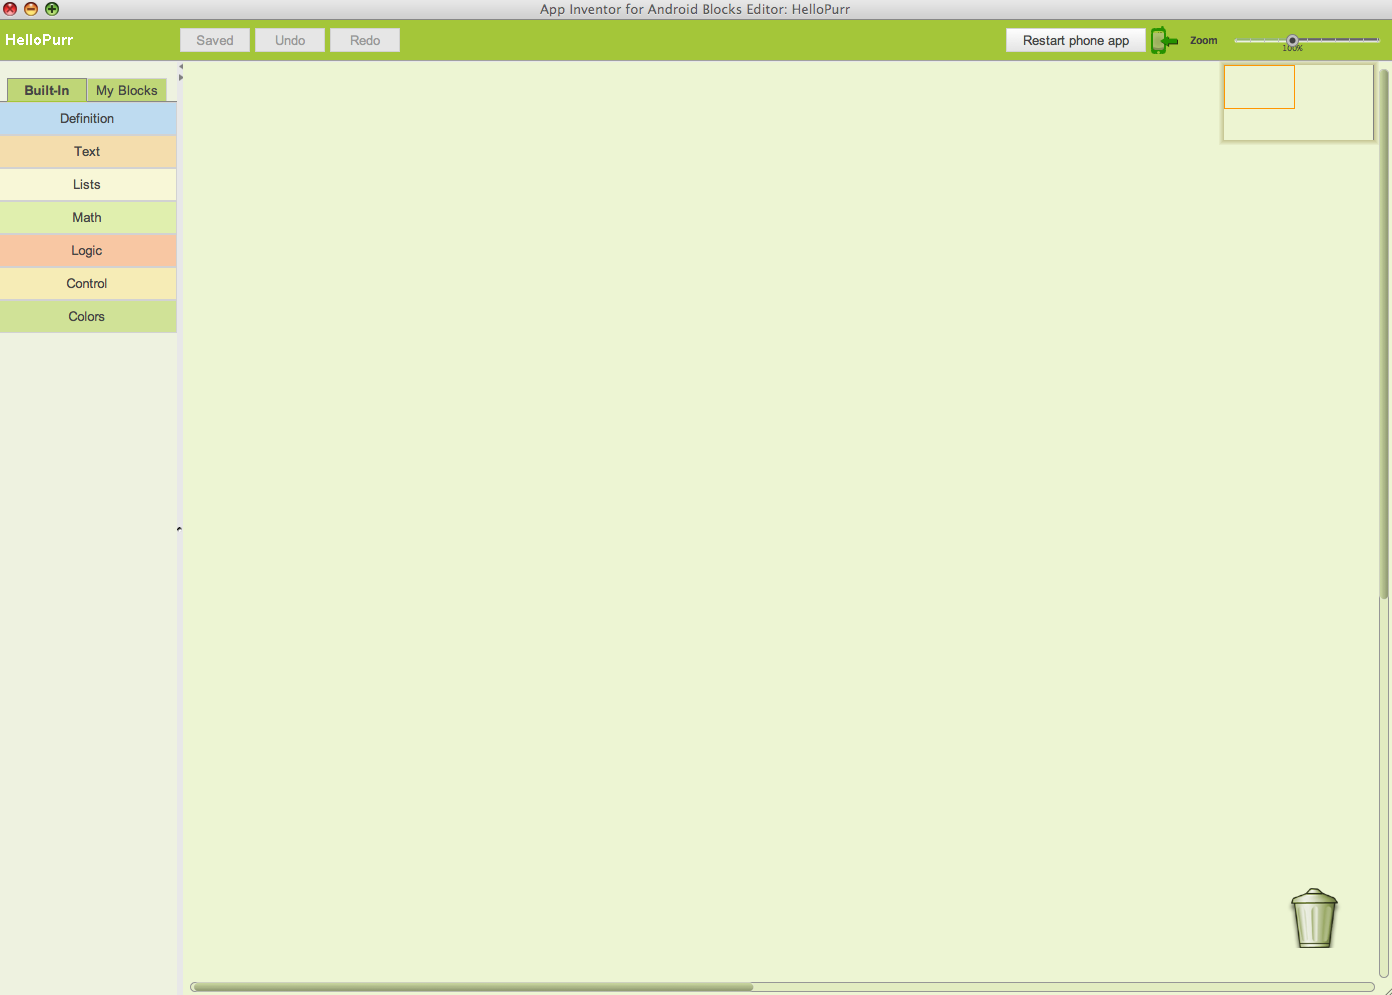 App Inventor for Android Blocks Editor: HelloPurr
HelloPurr
Saved
Undo
Redo
Restart phone app
Zoom
100%
Built-In
My Blocks
Definition
Text
Lists
Math
Logic
Control
Colors